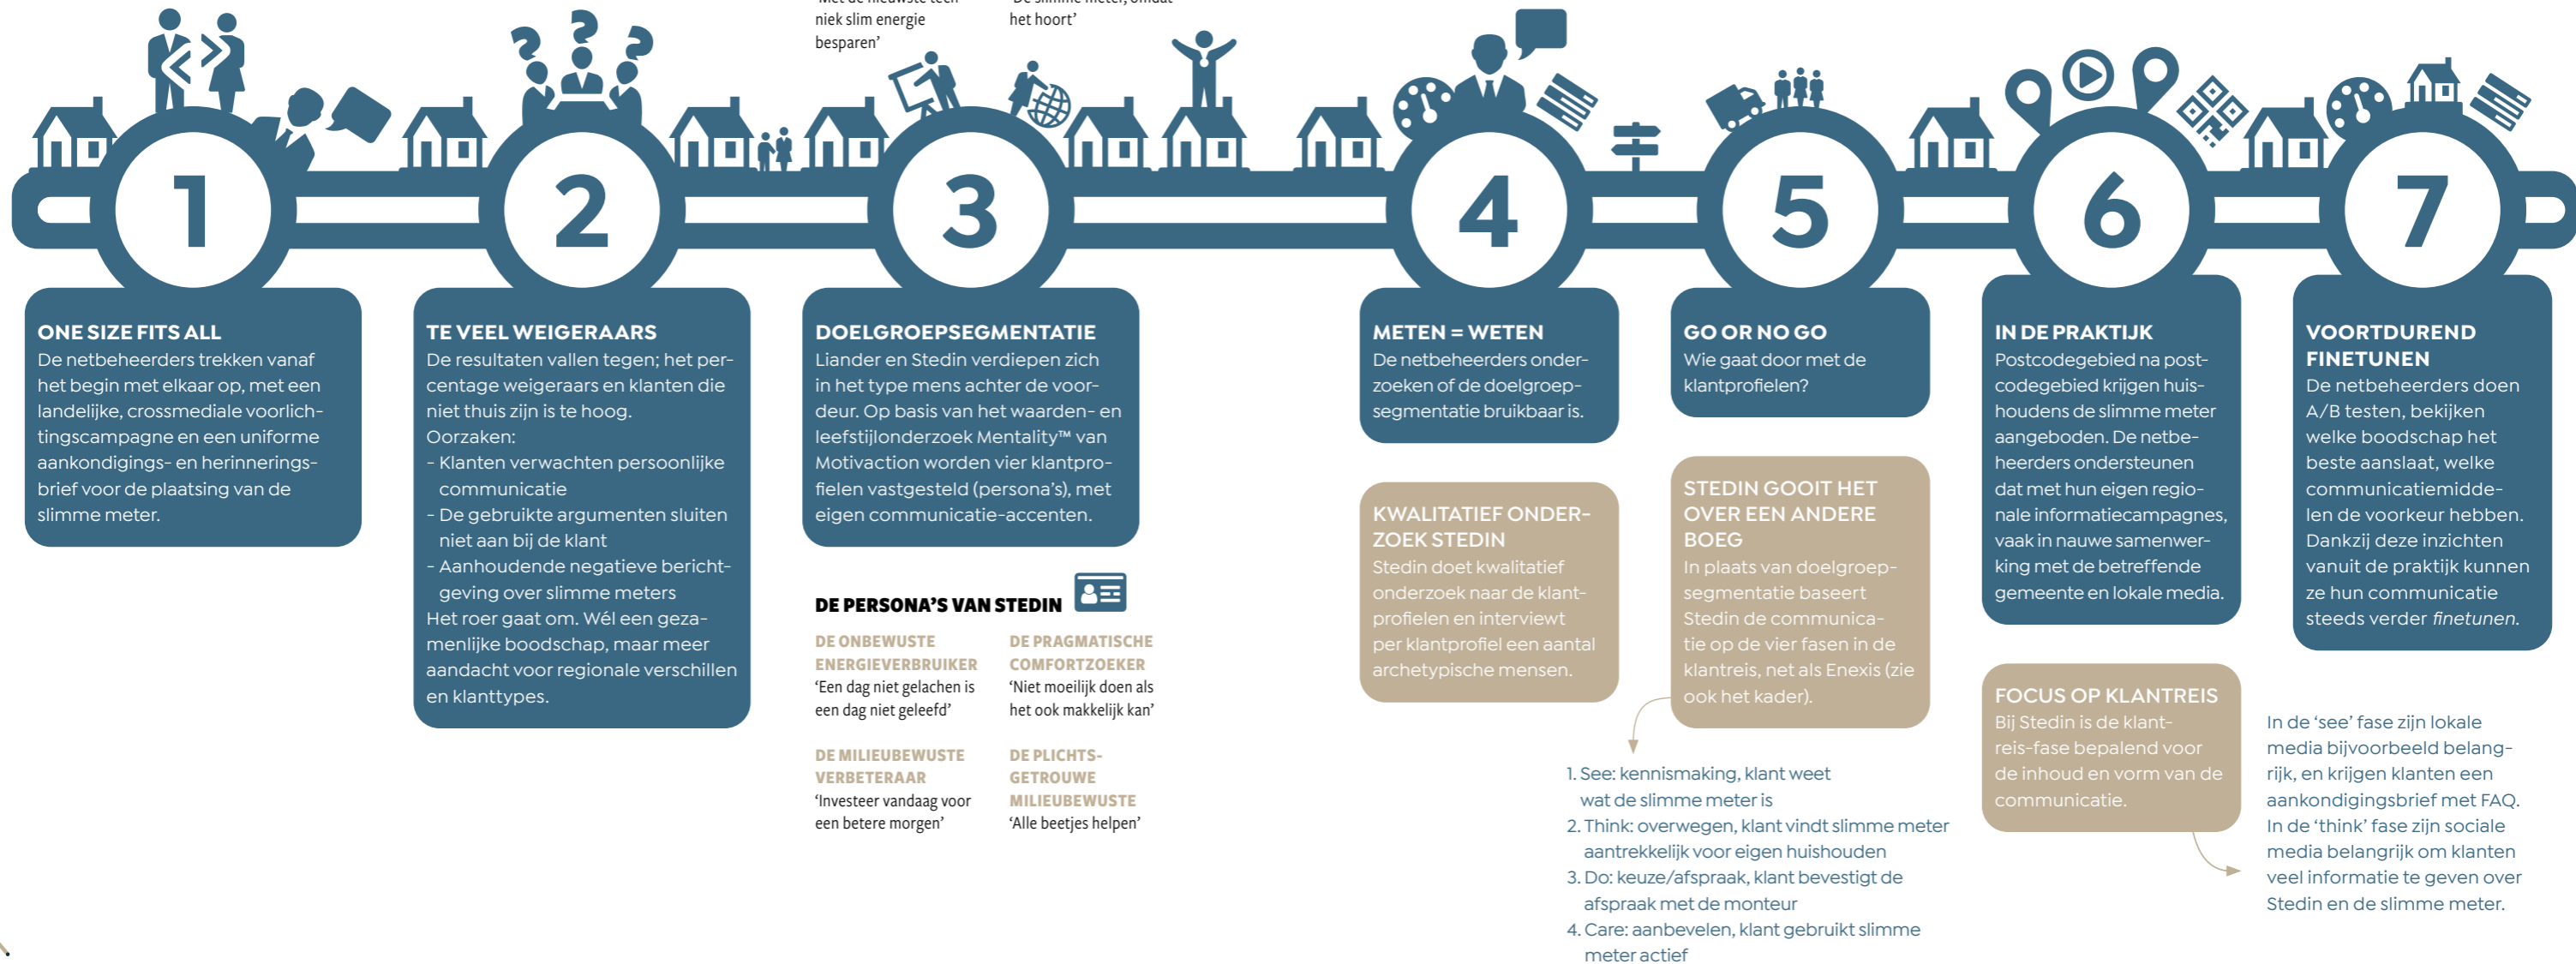 'Met de nieuwste tech-
niek slim energie
besparen'
'De slimme meter, omdat
het hoort'
1
ONE SIZE FITS ALL
De netbeheerders trekken vanaf
het begin met elkaar op, met een
landelijke, crossmediale voorlich-
tingscampagne en een uniforme
aankondigings- en herinnerings-
brief voor de plaatsing van de
slimme meter.
2
TE VEEL WEIGERAARS
De resultaten vallen tegen; het per-
centage weigeraars en klanten die
niet thuis zijn is te hoog.
Oorzaken:
- Klanten verwachten persoonlijke
communicatie
- De gebruikte argumenten sluiten
niet aan bij de klant
- Aanhoudende negatieve bericht-
geving over slimme meters
Het roer gaat om. Wél een geza-
menlijke boodschap, maar meer
aandacht voor regionale verschillen
en klanttypes.
3
DOELGROEPSEGMENTATIE
Liander en Stedin verdiepen zich
in het type mens achter de voor-
deur. Op basis van het waarden- en
leefstijlonderzoek Mentality™ van
Motivaction worden vier klantpro-
fielen vastgesteld (persona's), met
eigen communicatie-accenten.
DE PERSONA'S VAN STEDIN
DE ONBEWUSTE
ENERGIEVERBRUIKER
'Een dag niet gelachen is
een dag niet geleefd'
DE PRAGMATISCHE
COMFORTZOEKER
'Niet moeilijk doen als
het ook makkelijk kan'
DE MILIEUBEWUSTE
VERBETERAAR
'Investeer vandaag voor
een betere morgen'
DE PLICHTS-
GETROUWE
MILIEUBEWUSTE
'Alle beetjes helpen'
4
METEN = WETEN
De netbeheerders onder-
zoeken of de doelgroep-
segmentatie bruikbaar is.
KWALITATIEF ONDER-
ZOEK STEDIN
Stedin doet kwalitatief
onderzoek naar de klant-
profielen en interviewt
per klantprofiel een aantal
archetypische mensen.
5
GO OR NO GO
Wie gaat door met de
klantprofielen?
STEDIN GOOIT HET
OVER EEN ANDERE
BOEG
In plaats van doelgroep-
segmentatie baseert
Stedin de communica-
tie op de vier fasen in de
klantreis, net als Enexis (zie
ook het kader).
1. See: kennismaking, klant weet
wat de slimme meter is
2. Think: overwegen, klant vindt slimme meter
aantrekkelijk voor eigen huishouden
3. Do: keuze/afspraak, klant bevestigt de
afspraak met de monteur
4. Care: aanbevelen, klant gebruikt slimme
meter actief
6
IN DE PRAKTIJK
Postcodegebied na post-
codegebied krijgen huis-
houdens de slimme meter
aangeboden. De netbe-
heerders ondersteunen
dat met hun eigen regio-
nale informatiecampagnes,
vaak in nauwe samenwer-
king met de betreffende
gemeente en lokale media.
FOCUS OP KLANTREIS
Bij Stedin is de klant-
reis-fase bepalend voor
de inhoud en vorm van de
communicatie.
In de 'see' fase zijn lokale
media bijvoorbeeld belang-
rijk, en krijgen klanten een
aankondigingsbrief met FAQ.
In de 'think' fase zijn sociale
media belangrijk om klanten
veel informatie te geven over
Stedin en de slimme meter.
7
VOORTDUREND
FINETUNEN
De netbeheerders doen
A/B testen, bekijken
welke boodschap het
beste aanslaat, welke
communicatiemidde-
len de voorkeur hebben.
Dankzij deze inzichten
vanuit de praktijk kunnen
ze hun communicatie
steeds verder finetunen.